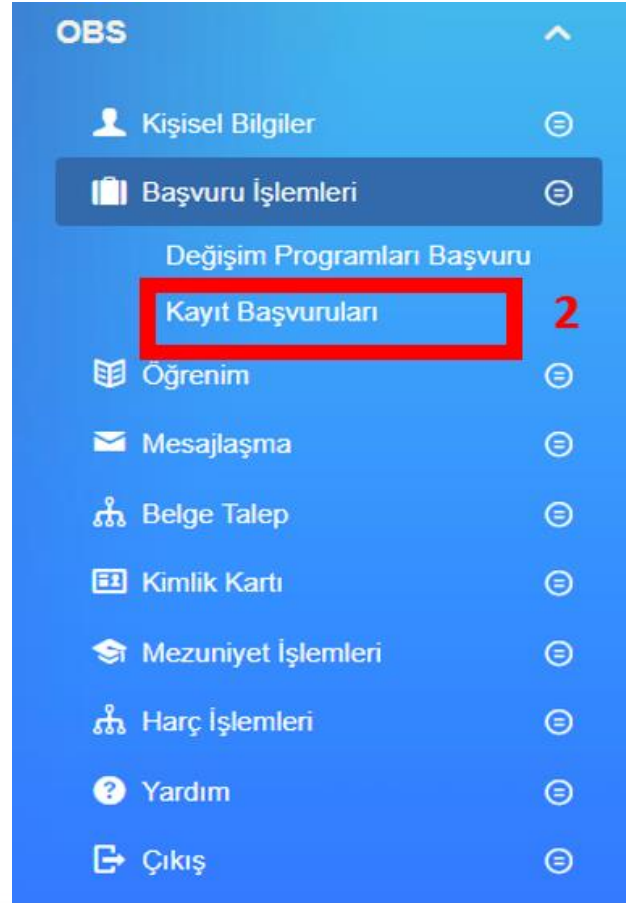 OBS
Kişisel Bilgiler
Başvuru İşlemleri
Değişim Programları Başvuru
Kayıt Başvuruları 2
Öğrenim
Mesajlaşma
Belge Talep
Kimlik Kartı
Mezuniyet İşlemleri
Harç İşlemleri
Yardım
Çıkış